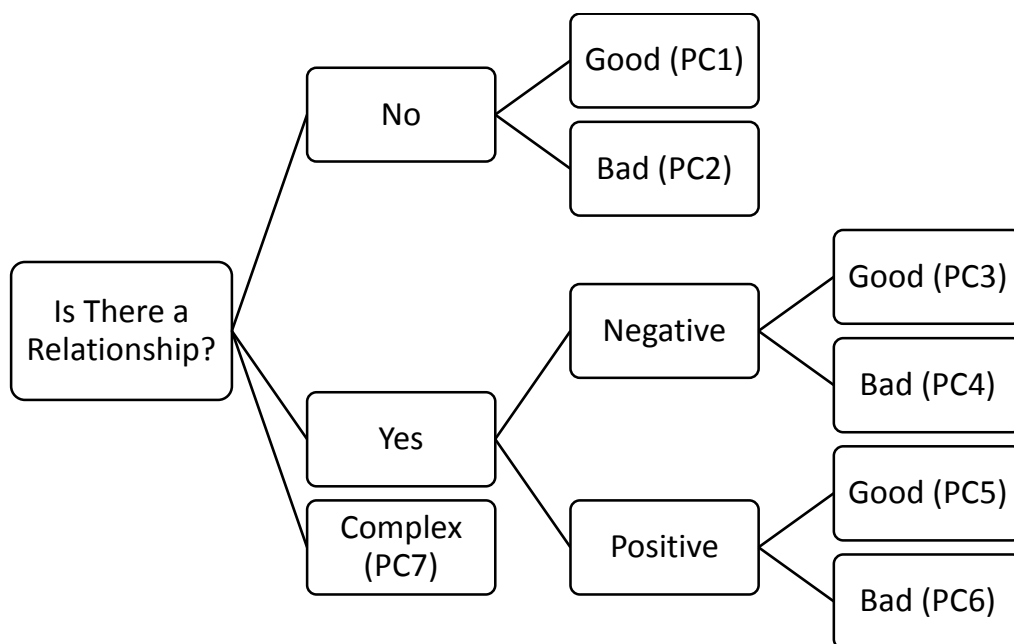 Is There a
Relationship?
No
Good (PC1)
Bad (PC2)
Yes
Negative
Good (PC3)
Bad (PC4)
Positive
Good (PC5)
Bad (PC6)
Complex
(PC7)